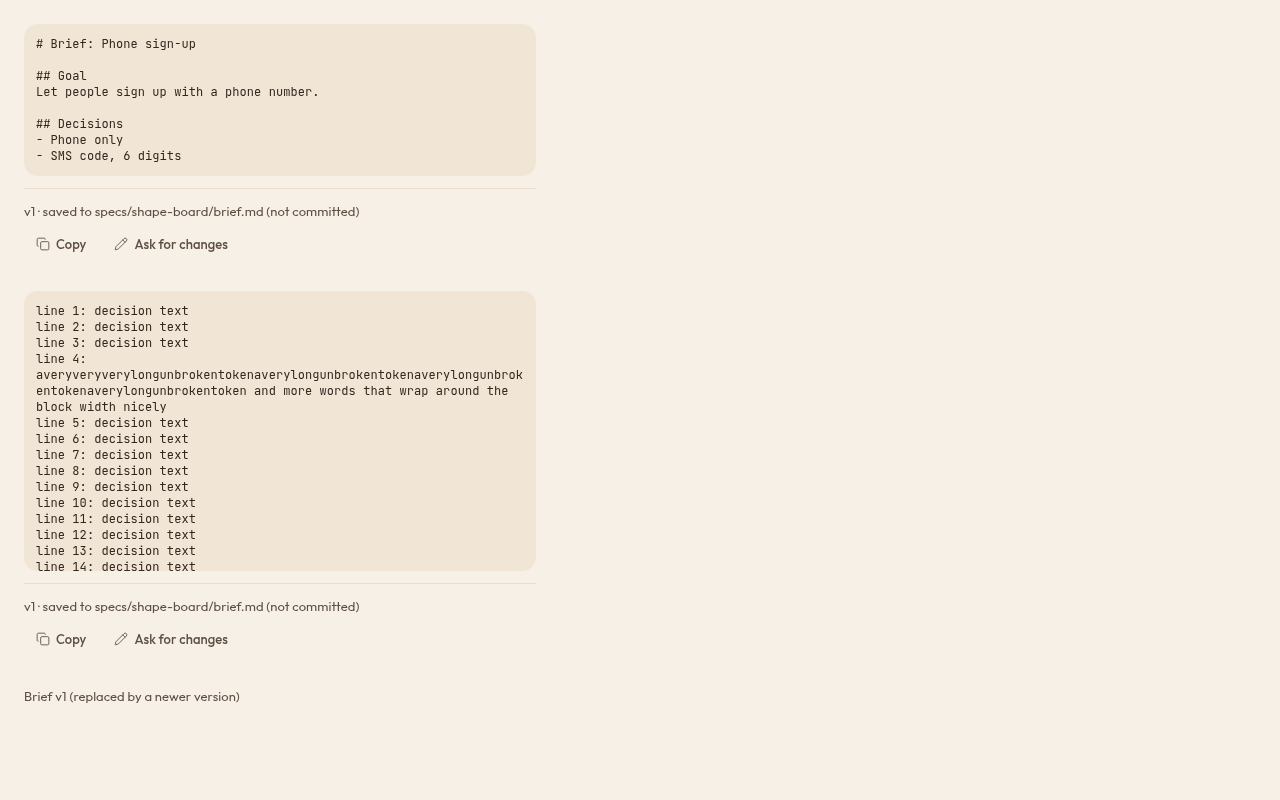 # Brief: Phone sign-up
## Goal
Let people sign up with a phone number.
## Decisions
- Phone only
- SMS code, 6 digits
v1 · saved to specs/shape-board/brief.md (not committed)
Copy
Ask for changes
line 1: decision text
line 2: decision text
line 3: decision text
line 4:
averyveryverylongunbrokentokenaverylongunbrokentokenaverylongunbrok
entokenaverylongunbrokentoken and more words that wrap around the
block width nicely
line 5: decision text
line 6: decision text
line 7: decision text
line 8: decision text
line 9: decision text
line 10: decision text
line 11: decision text
line 12: decision text
line 13: decision text
line 14: decision text
v1 · saved to specs/shape-board/brief.md (not committed)
Copy
Ask for changes
Brief v1 (replaced by a newer version)